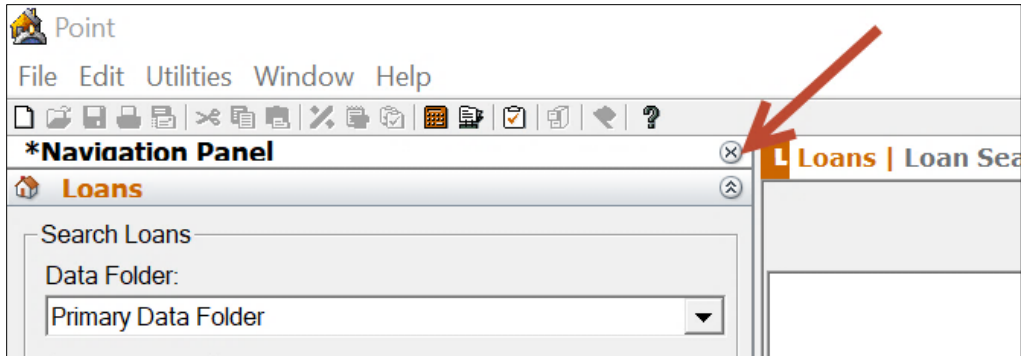 Point
File Edit Utilities Window Help
*Navigation Panel
L Loans | Loan Sea
Loans
Search Loans
Data Folder:
Primary Data Folder